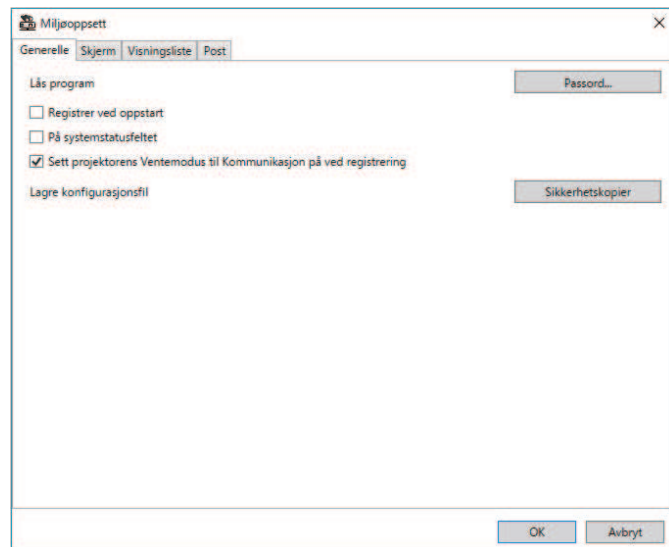 Miljøoppsett
Generelle Skjerm Visningsliste Post
Lås program Passord...
Registrer ved oppstart
På systemstatusfeltet
Sett projektorens Ventemodus til Kommunikasjon på ved registrering
Lagre konfigurasjonsfil Sikkerhetskopier
OK Avbryt